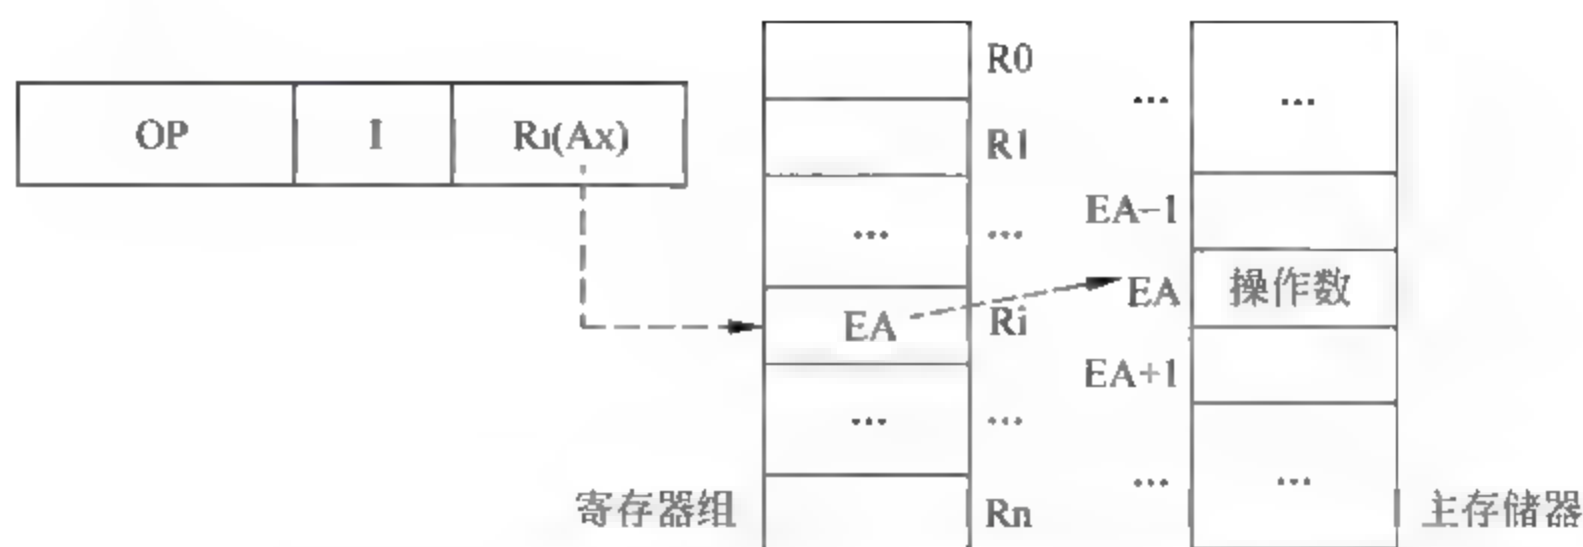 OP I Ri(Ax)
R0
R1
...
EA Ri
...
Rn
寄存器组
... ...
EA-1
EA 操作数
EA+1
... ...
主存储器